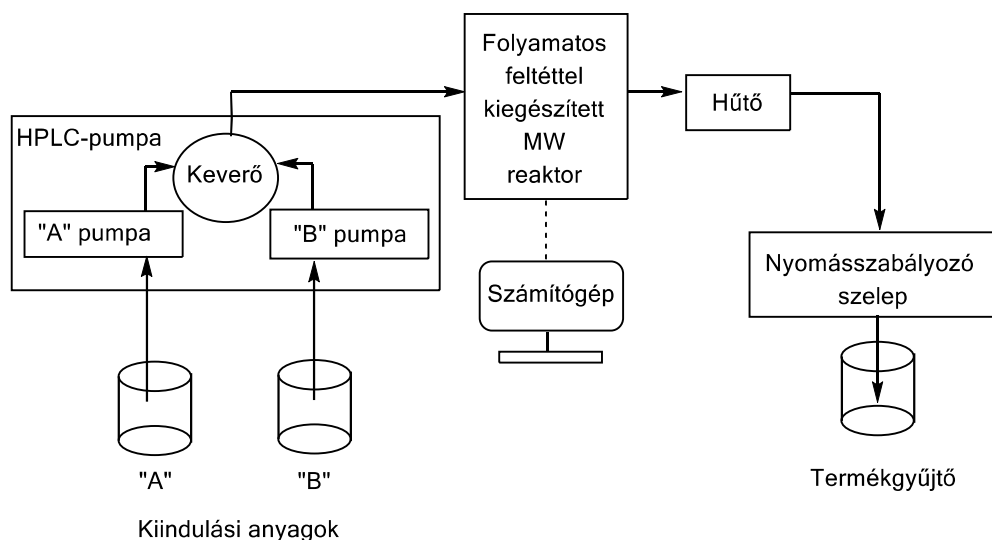 HPLC-pumpa
Keverő
"A" pumpa
"B" pumpa
"A"
"B"
Kiindulási anyagok
Folyamatos
feltéttel
kiegészített
MW
reaktor
Számítógép
Hűtő
Nyomásszabályozó
szelep
Termékgyűjtő